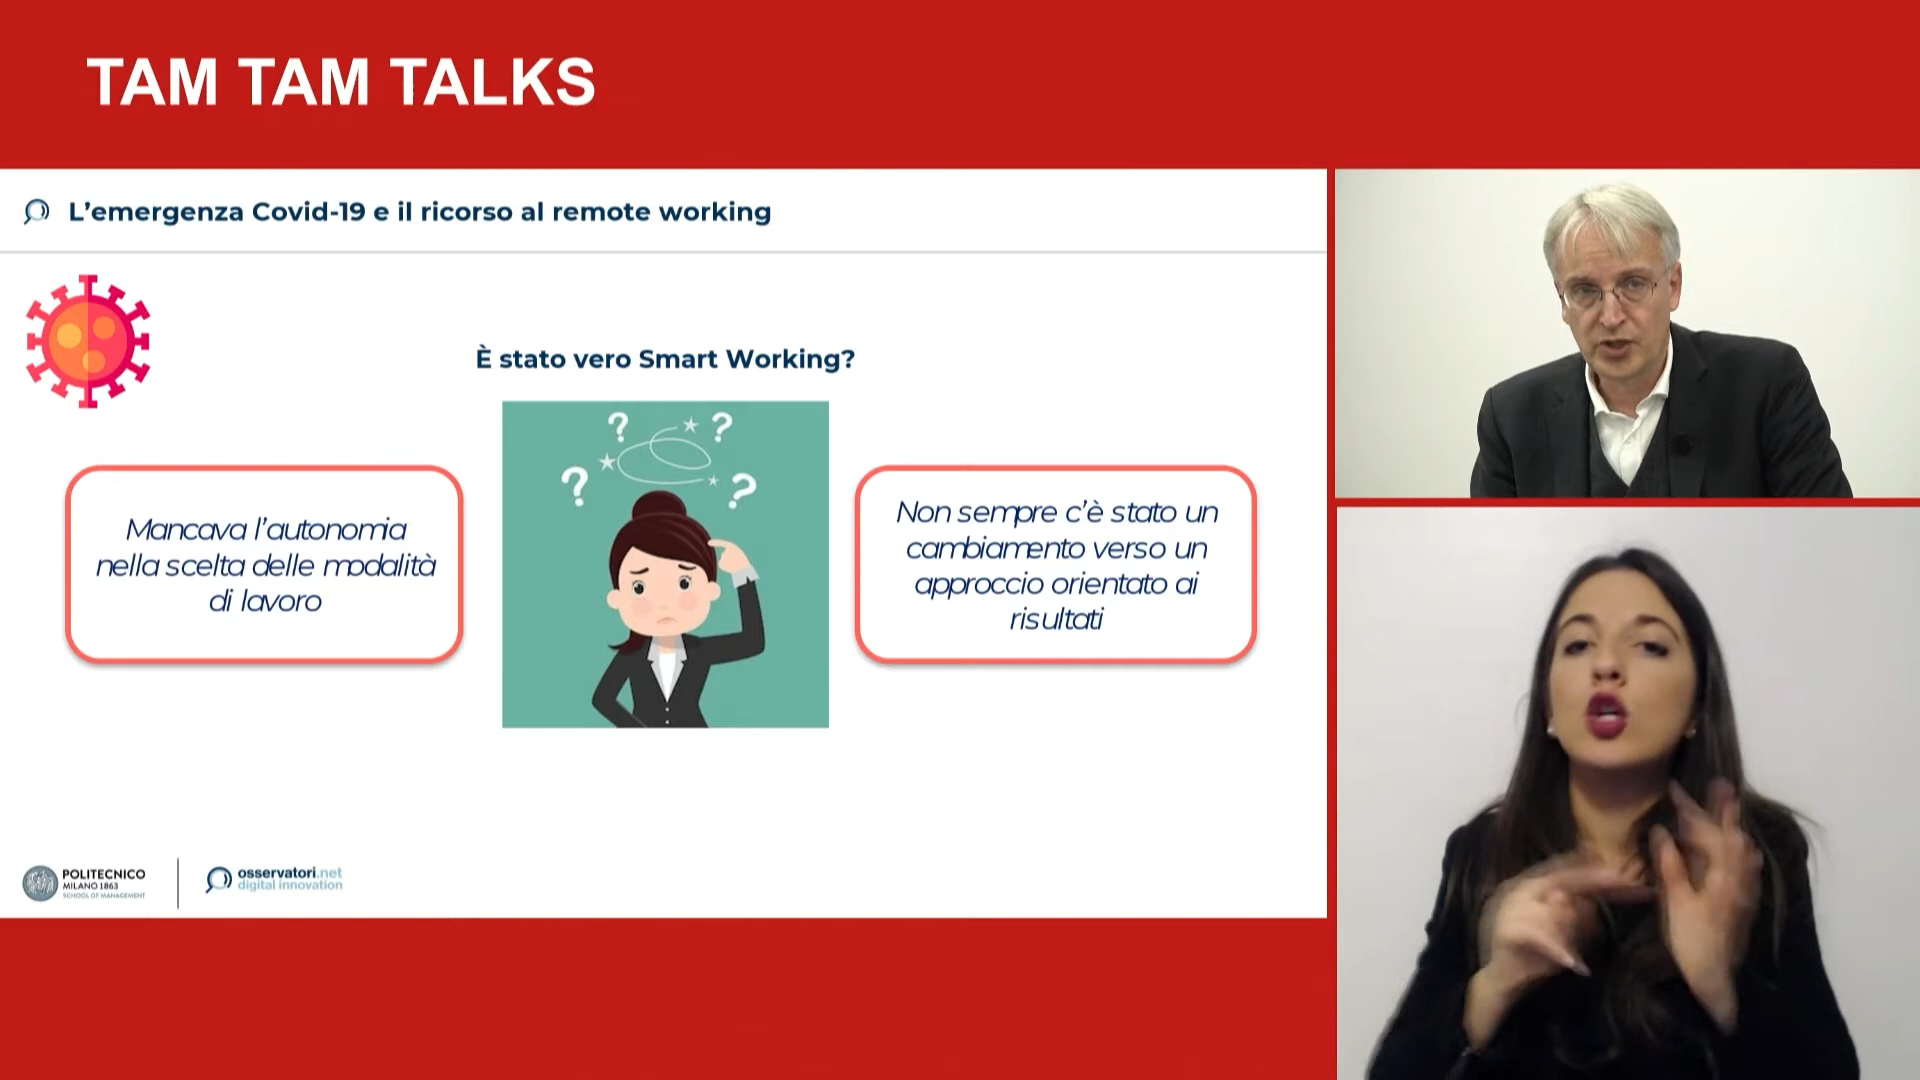 TAM TAM TALKS
L'emergenza Covid-19 e il ricorso al remote working
È stato vero Smart Working?
? ?
? ?
Mancava l'autonomia
nella scelta delle modalità
di lavoro
Non sempre c'è stato un
cambiamento verso un
approccio orientato ai
risultati
POLITECNICO
MILANO 1863
SCHOOL OF MANAGEMENT
osservatori.net
digital innovation